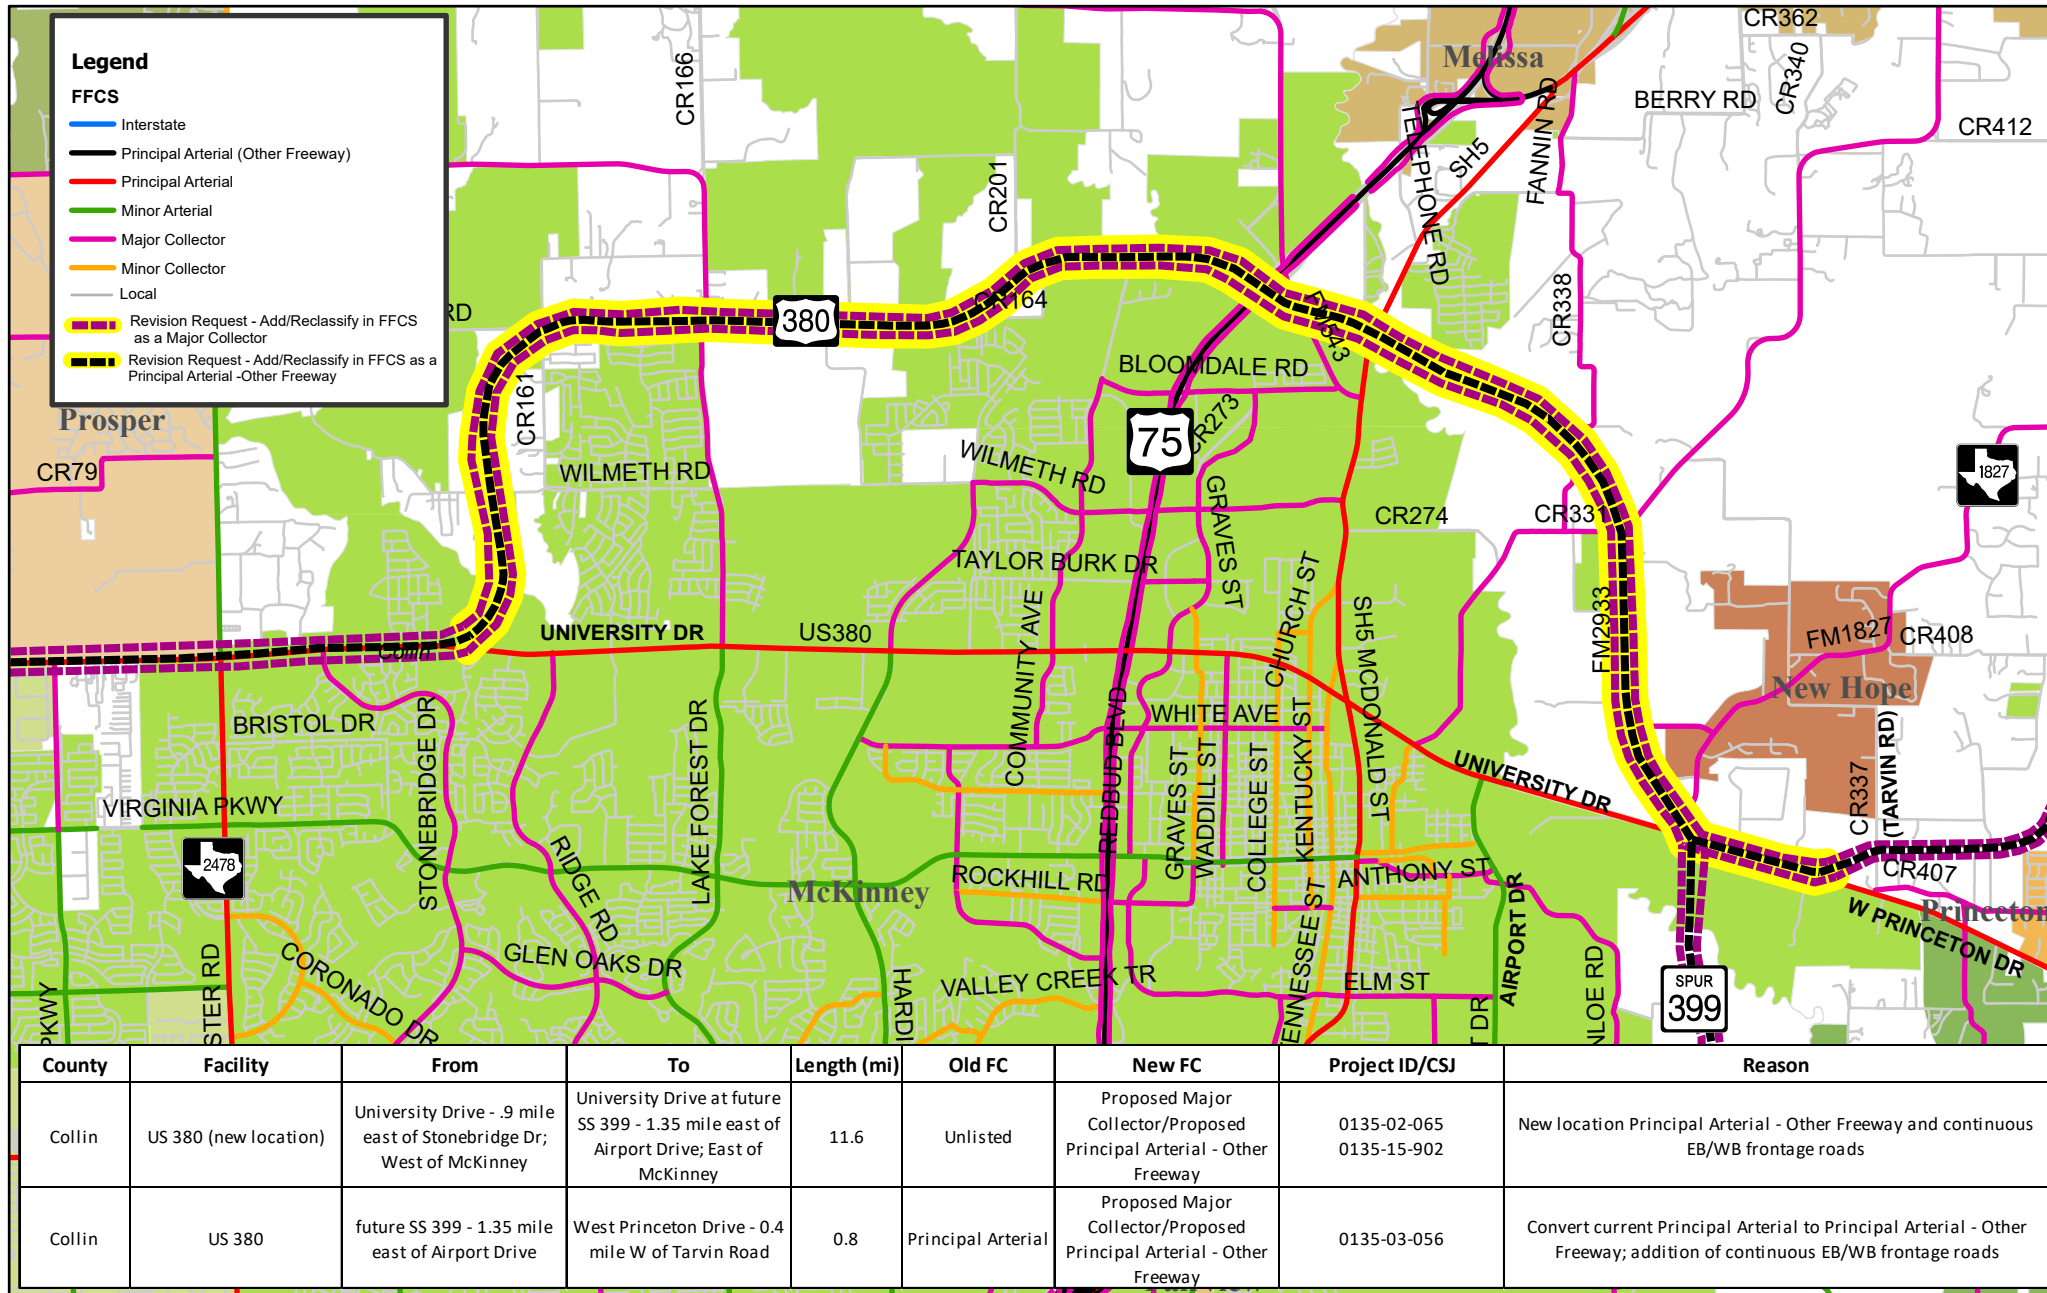 Legend
FFCS
Interstate
Principal Arterial (Other Freeway)
Principal Arterial
Minor Arterial
Major Collector
Minor Collector
Local
Revision Request - Add/Reclassify in FFCS
as a Major Collector
Revision Request - Add/Reclassify in FFCS as a
Principal Arterial -Other Freeway
CR166
CR201
Melissa
CR362
CR340
BERRY RD
CR412
TELEPHONE RD
SH5
FANNIN RD
CR338
RD
380
CR164
FM543
BLOOMDALE RD
CR161
Prosper
CR79
WILMETH RD
WILMETH RD
75
CR273
1827
GRAVES ST
CR274
CR331
TAYLOR BURK DR
CHURCH ST
COMMUNITY AVE
UNIVERSITY DR
US380
Collin
SH5 MCDONALD ST
FM2933
FM1827
CR408
New Hope
BRISTOL DR
STONEBRIDGE DR
LAKE FOREST DR
REDBUD BLVD
WHITE AVE
GRAVES ST
WADDILL ST
COLLEGE ST
KENTUCKY ST
UNIVERSITY DR
CR337
(TARVIN RD)
VIRGINIA PKWY
2478
RIDGE RD
McKinney
ROCKHILL RD
ANTHONY ST
AIRPORT DR
CR407
Princeton
W PRINCETON DR
CORONADO DR
GLEN OAKS DR
VALLEY CREEK TR
ELM ST
SPUR
399
PKWY
STER RD
HARDI
ENNESSEE ST
T DR
NLOE RD
County Facility From To Length (mi) Old FC New FC Project ID/CSJ Reason
Collin
US 380 (new location)
University Drive - .9 mile
east of Stonebridge Dr;
West of McKinney
University Drive at future
SS 399 - 1.35 mile east of
Airport Drive; East of
McKinney
11.6
Unlisted
Proposed Major
Collector/Proposed
Principal Arterial - Other
Freeway
0135-02-065
0135-15-902
New location Principal Arterial - Other Freeway and continuous
EB/WB frontage roads
Collin
US 380
future SS 399 - 1.35 mile
east of Airport Drive
West Princeton Drive - 0.4
mile W of Tarvin Road
0.8
Principal Arterial
Proposed Major
Collector/Proposed
Principal Arterial - Other
Freeway
0135-03-056
Convert current Principal Arterial to Principal Arterial - Other
Freeway; addition of continuous EB/WB frontage roads